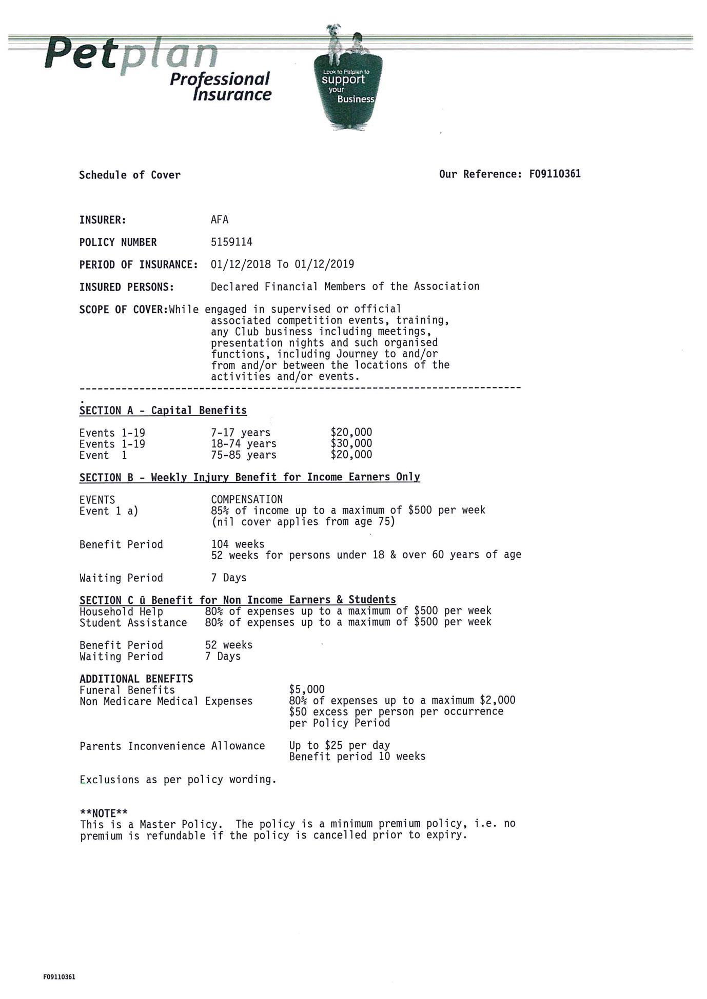 Petplan
Professional
Insurance
Look to Petplan to
support
your
Business
Schedule of Cover Our Reference: F09110361
INSURER: AFA
POLICY NUMBER 5159114
PERIOD OF INSURANCE: 01/12/2018 To 01/12/2019
INSURED PERSONS: Declared Financial Members of the Association
SCOPE OF COVER:While engaged in supervised or official
associated competition events, training,
any Club business including meetings,
presentation nights and such organised
functions, including Journey to and/or
from and/or between the locations of the
activities and/or events.
--------------------------------------------------------------------------
.
SECTION A - Capital Benefits
Events 1-19 7-17 years $20,000
Events 1-19 18-74 years $30,000
Event 1 75-85 years $20,000
SECTION B - Weekly Injury Benefit for Income Earners Only
EVENTS COMPENSATION
Event 1 a) 85% of income up to a maximum of $500 per week
(nil cover applies from age 75)
Benefit Period 104 weeks
52 weeks for persons under 18 & over 60 years of age
Waiting Period 7 Days
SECTION C û Benefit for Non Income Earners & Students
Household Help 80% of expenses up to a maximum of $500 per week
Student Assistance 80% of expenses up to a maximum of $500 per week
Benefit Period 52 weeks
Waiting Period 7 Days
ADDITIONAL BENEFITS
Funeral Benefits $5,000
Non Medicare Medical Expenses 80% of expenses up to a maximum $2,000
$50 excess per person per occurrence
per Policy Period
Parents Inconvenience Allowance Up to $25 per day
Benefit period 10 weeks
Exclusions as per policy wording.
**NOTE**
This is a Master Policy. The policy is a minimum premium policy, i.e. no
premium is refundable if the policy is cancelled prior to expiry.
F09110361